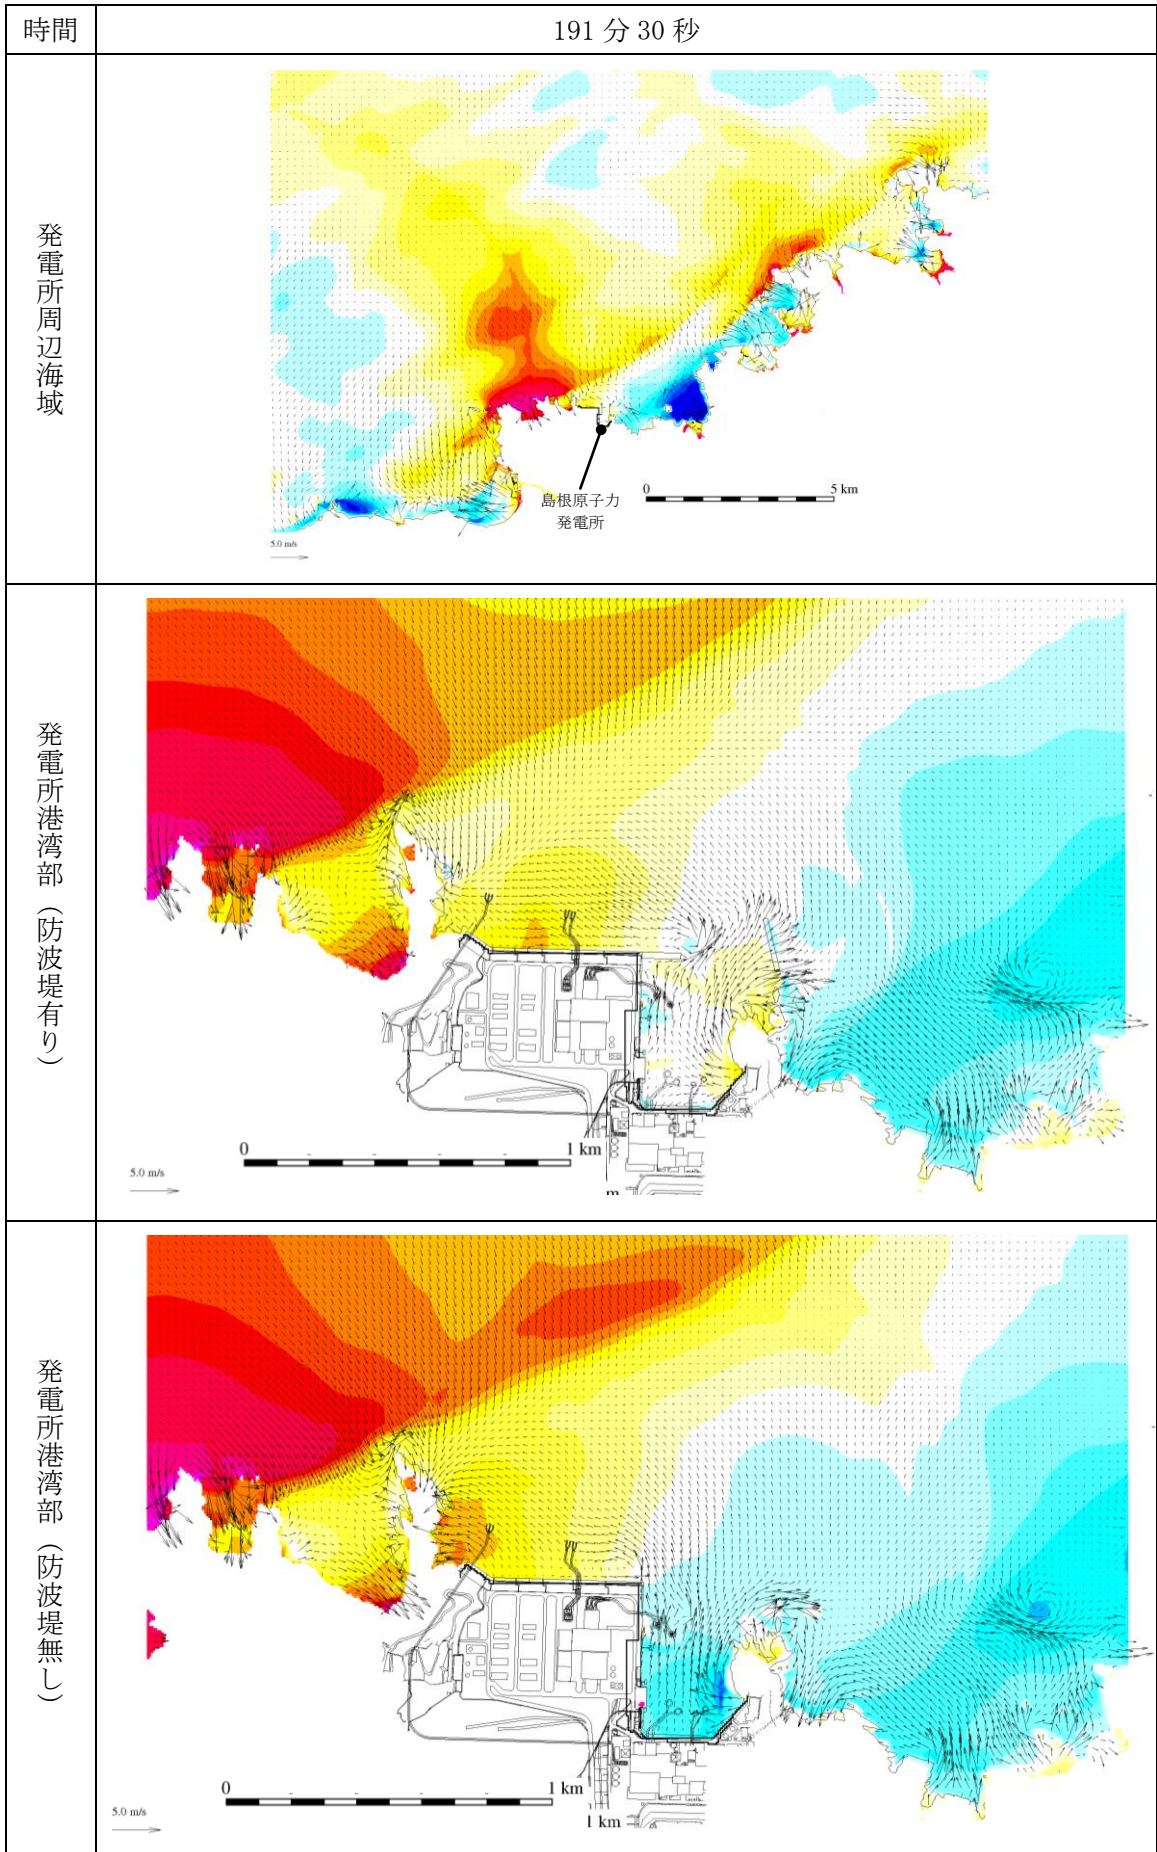 時間
191 分 30 秒
発電所周辺海域
島根原子力
発電所
0
5 km
5.0 m/s
発電所港湾部（防波堤有り）
0
1 km
5.0 m/s
m
発電所港湾部（防波堤無し）
0
1 km
5.0 m/s
1 km